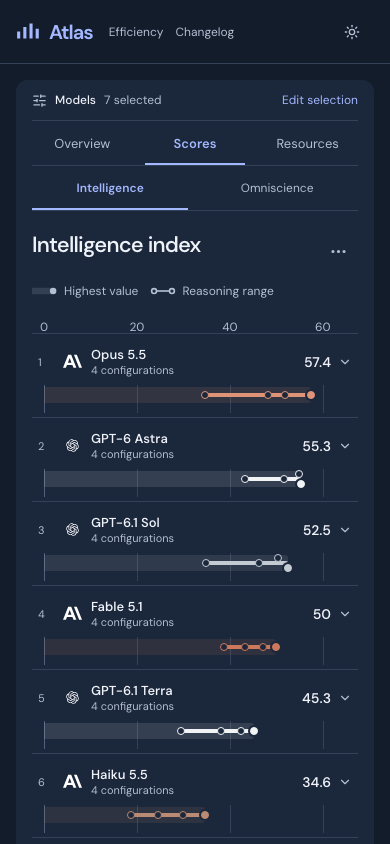 Atlas Efficiency Changelog
Models 7 selected Edit selection
Overview Scores Resources
Intelligence Omniscience
Intelligence index
Highest value Reasoning range
0 20 40 60
1 Opus 5.5 57.4
4 configurations
2 GPT-6 Astra 55.3
4 configurations
3 GPT-6.1 Sol 52.5
4 configurations
4 Fable 5.1 50
4 configurations
5 GPT-6.1 Terra 45.3
4 configurations
6 Haiku 5.5 34.6
4 configurations